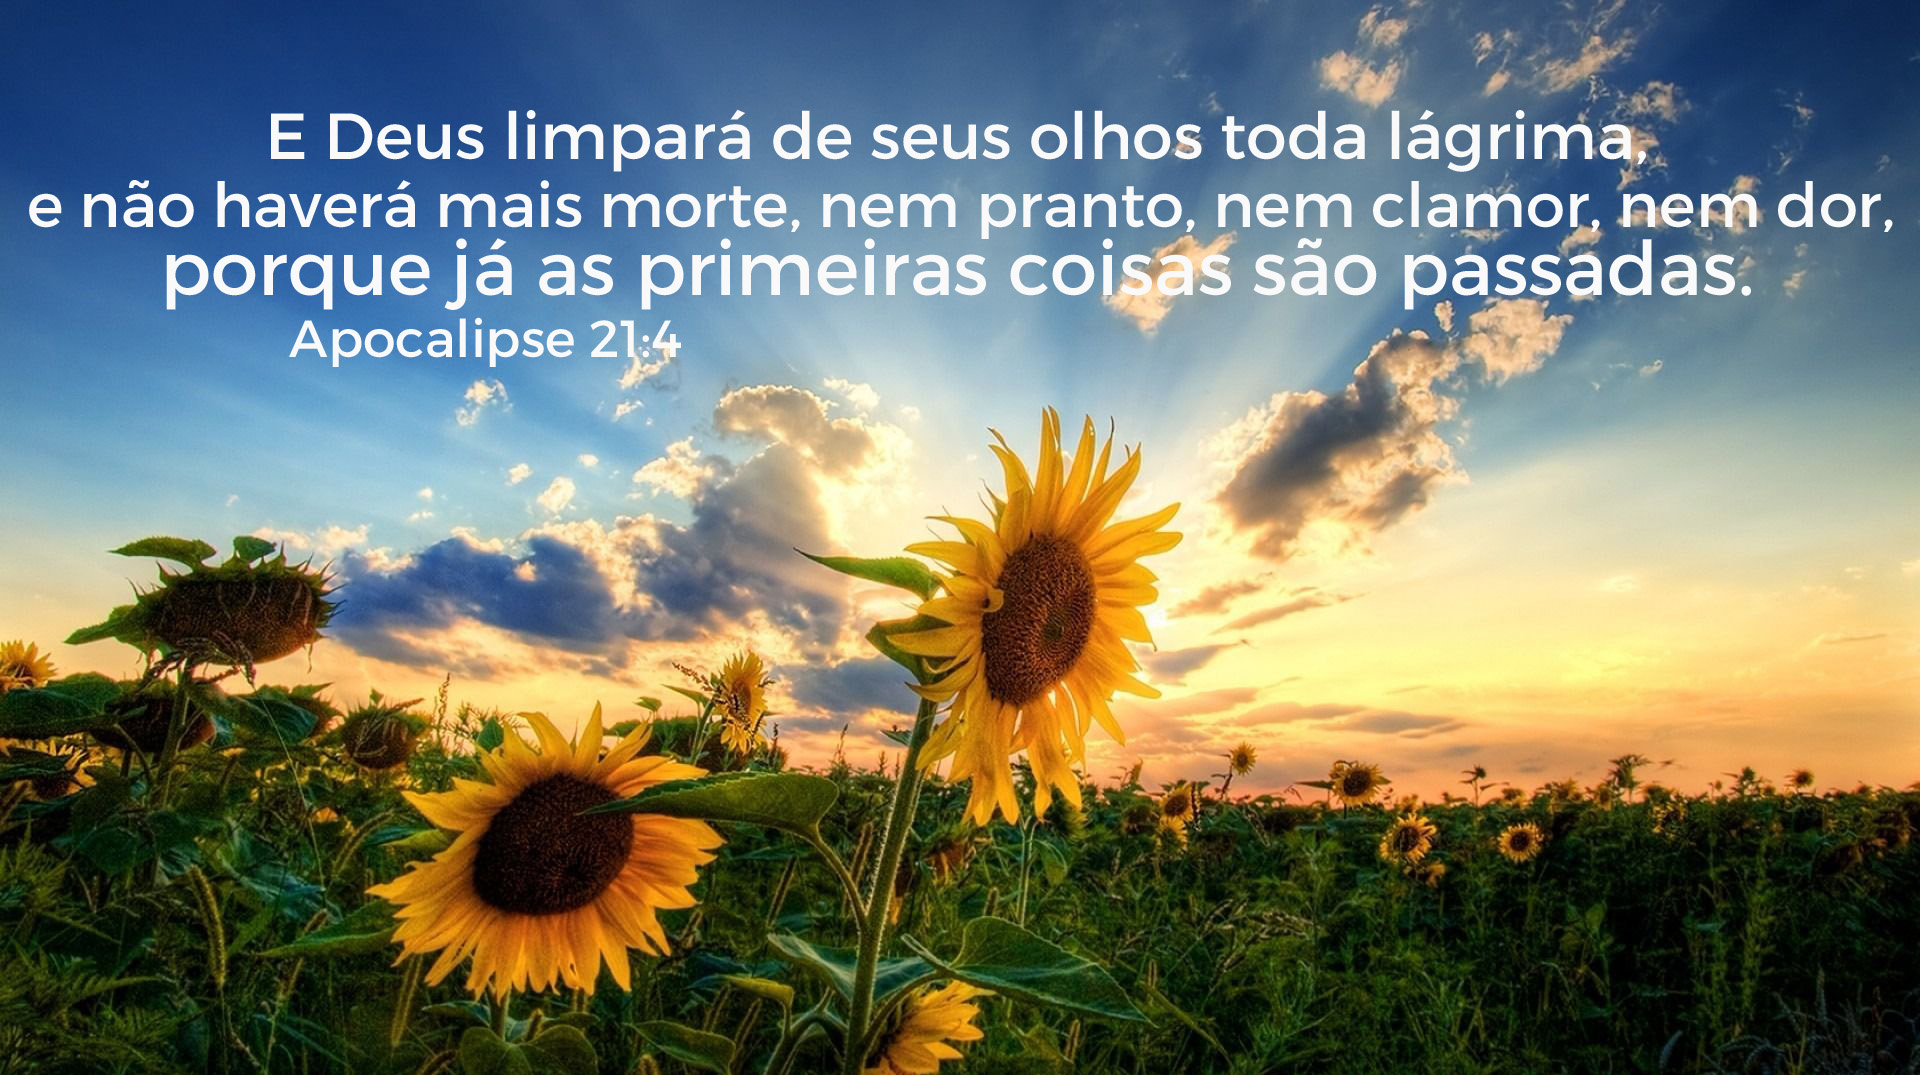 E Deus limpará de seus olhos toda lágrima,
e não haverá mais morte, nem pranto, nem clamor, nem dor,
porque já as primeiras coisas são passadas.
Apocalipse 21:4